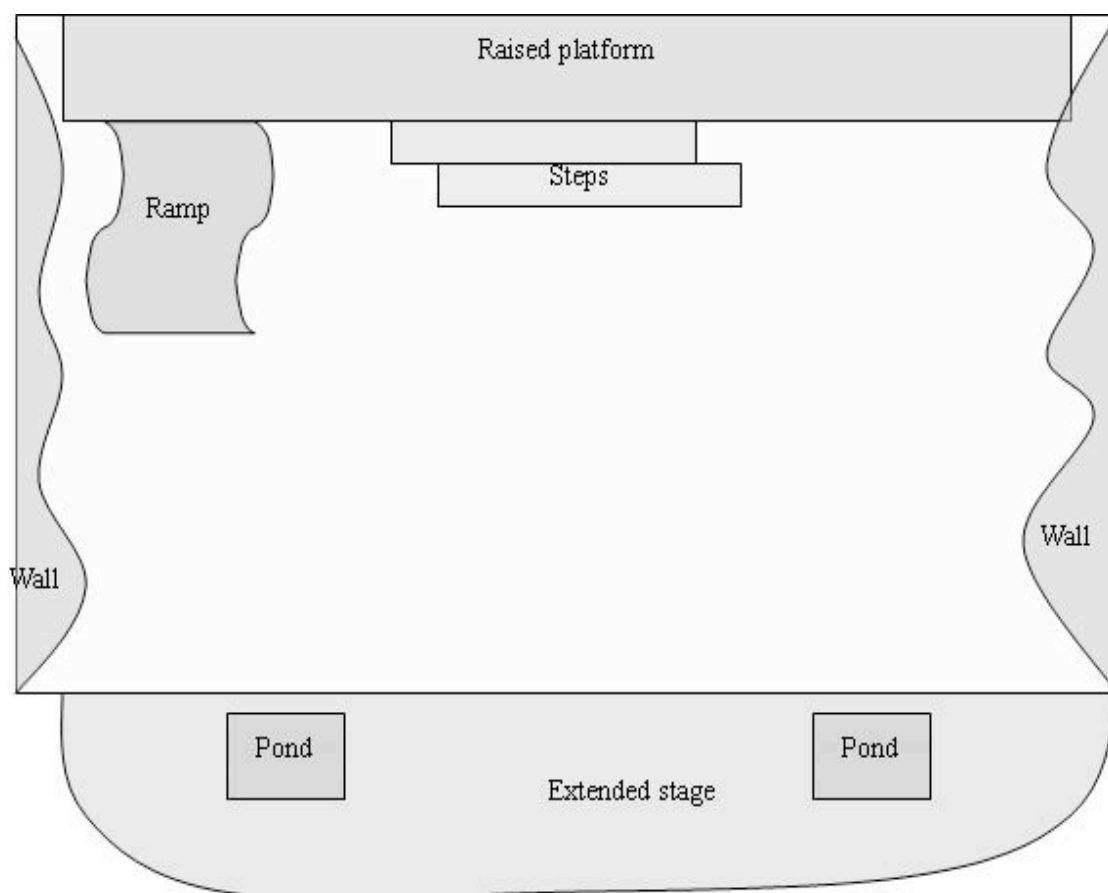 Raised platform
Steps
Ramp
Wall
Wall
Pond
Pond
Extended stage